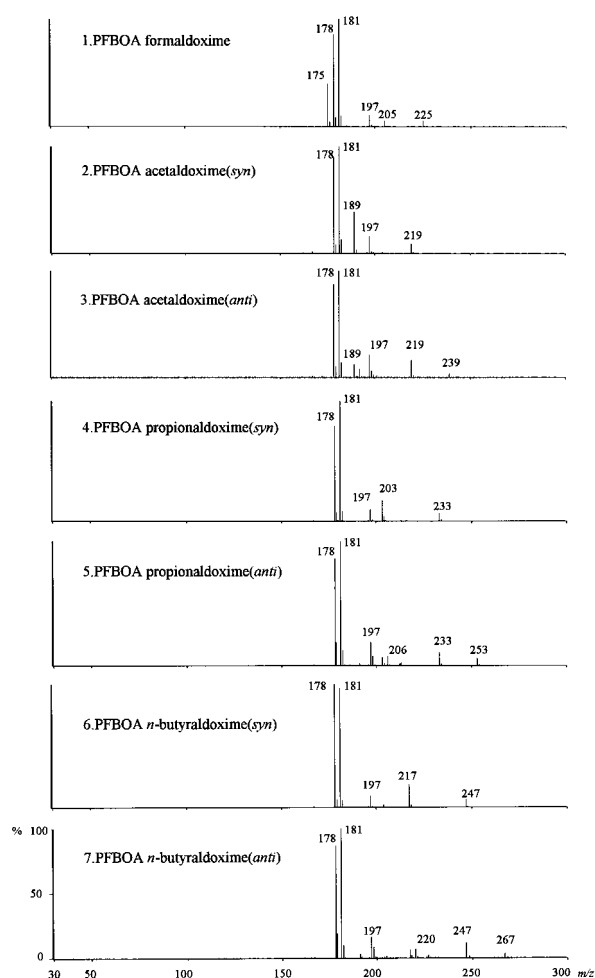 178 181
1.PFBOA formaldoxime
175
197 205 225
178 181
2.PFBOA acetaldoxime(syn)
189
197 219
178 181
3.PFBOA acetaldoxime(anti)
189 197 219 239
181
178
4.PFBOA propionaldoxime(syn)
197 203 233
181
178
5.PFBOA propionaldoxime(anti)
197 206 233 253
178 181
6.PFBOA n-butyraldoxime(syn)
197 217 247
% 100
178 181
7.PFBOA n-butyraldoxime(anti)
50
197 220 247 267
0
30 50 100 150 200 250 300 m/z